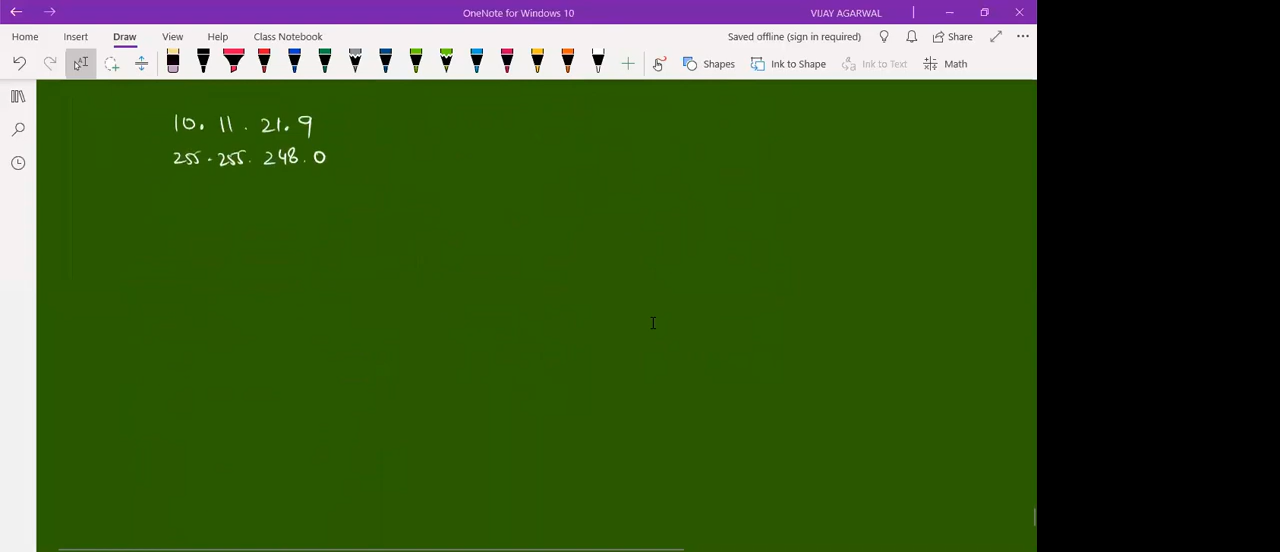 OneNote for Windows 10
VIJAY AGARWAL
Home Insert Draw View Help Class Notebook
Saved offline (sign in required) Share
Shapes Ink to Shape Ink to Text Math
10. 11. 21. 9
255. 255. 248. 0